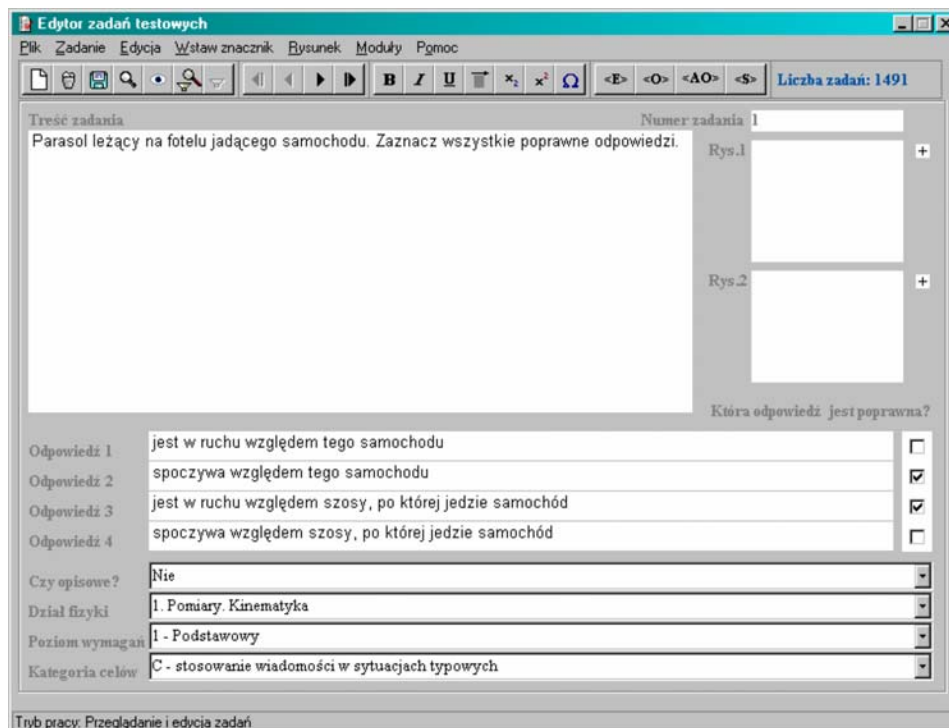 Edytor zadań testowych
Plik Zadanie Edycja Wstaw znacznik Rysunek Moduły Pomoc
B I U x₂ x² Ω <E> <O> <AO> <S> Liczba zadań: 1491
Treść zadania Numer zadania 1
Parasol leżący na fotelu jadącego samochodu. Zaznacz wszystkie poprawne odpowiedzi.
Rys.1 +
Rys.2 +
Która odpowiedź jest poprawna?
Odpowiedź 1 jest w ruchu względem tego samochodu
Odpowiedź 2 spoczywa względem tego samochodu
Odpowiedź 3 jest w ruchu względem szosy, po której jedzie samochód
Odpowiedź 4 spoczywa względem szosy, po której jedzie samochód
Czy opisowe? Nie
Dział fizyki 1. Pomiary. Kinematyka
Poziom wymagań 1 - Podstawowy
Kategoria celów C - stosowanie wiadomości w sytuacjach typowych
Tryb pracy: Przeglądanie i edycja zadań